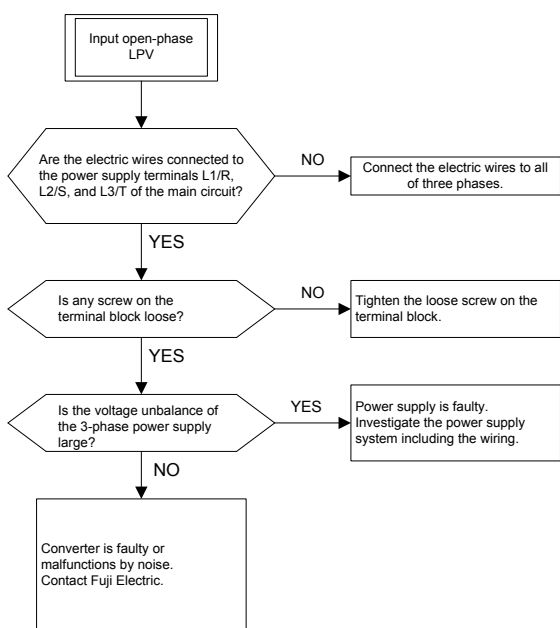 Input open-phase
LPV
Are the electric wires connected to
the power supply terminals L1/R,
L2/S, and L3/T of the main circuit?
NO
Connect the electric wires to all
of three phases.
YES
Is any screw on the
terminal block loose?
NO
Tighten the loose screw on the
terminal block.
YES
Is the voltage unbalance of
the 3-phase power supply
large?
YES
Power supply is faulty.
Investigate the power supply
system including the wiring.
NO
Converter is faulty or
malfunctions by noise.
Contact Fuji Electric.